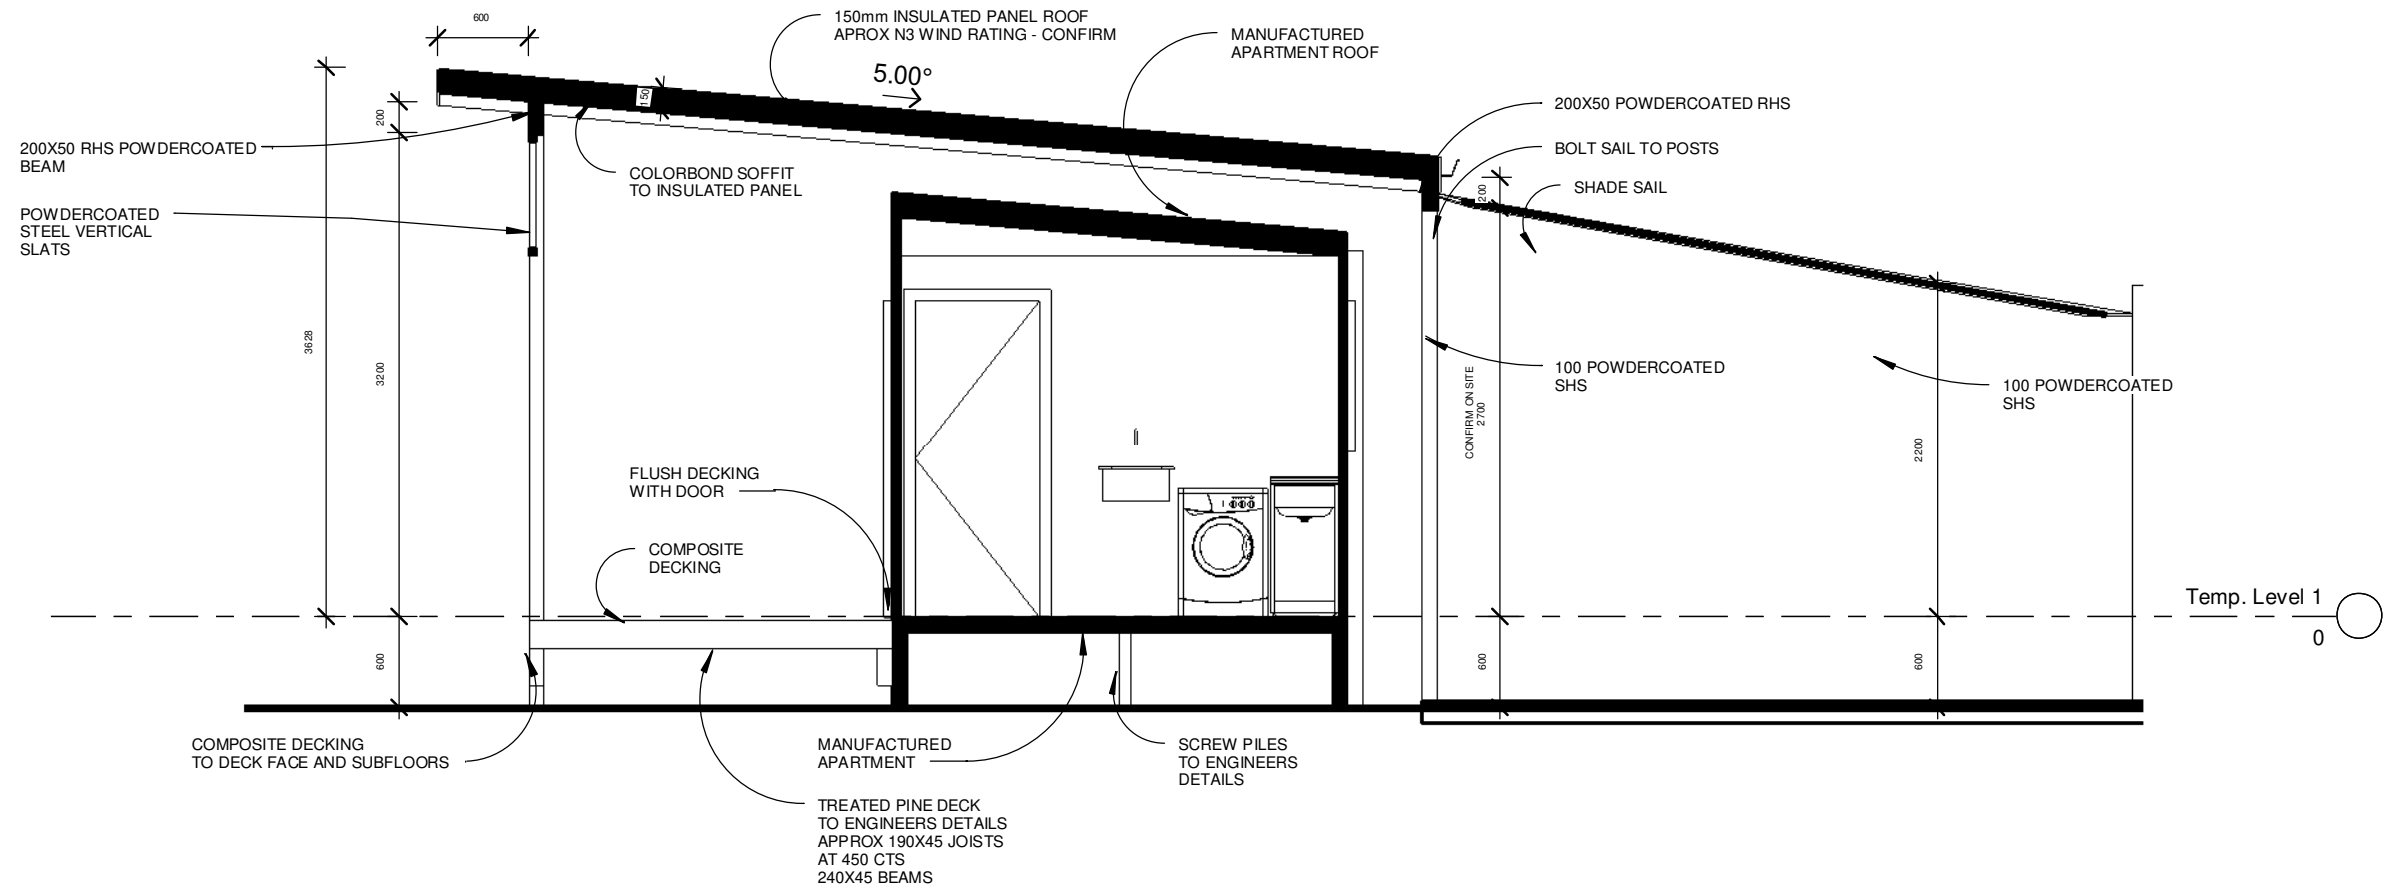 600
150mm INSULATED PANEL ROOF
APROX N3 WIND RATING - CONFIRM
MANUFACTURED
APARTMENT ROOF
5.00°
150
200
200X50 RHS POWDERCOATED
BEAM
COLORBOND SOFFIT
TO INSULATED PANEL
POWDERCOATED
STEEL VERTICAL
SLATS
200X50 POWDERCOATED RHS
BOLT SAIL TO POSTS
SHADE SAIL
200
3628
3200
100 POWDERCOATED
SHS
100 POWDERCOATED
SHS
CONFIRM ON SITE
2700
2200
FLUSH DECKING
WITH DOOR
COMPOSITE
DECKING
Temp. Level 1
0
600
600
600
COMPOSITE DECKING
TO DECK FACE AND SUBFLOORS
MANUFACTURED
APARTMENT
SCREW PILES
TO ENGINEERS
DETAILS
TREATED PINE DECK
TO ENGINEERS DETAILS
APPROX 190X45 JOISTS
AT 450 CTS
240X45 BEAMS